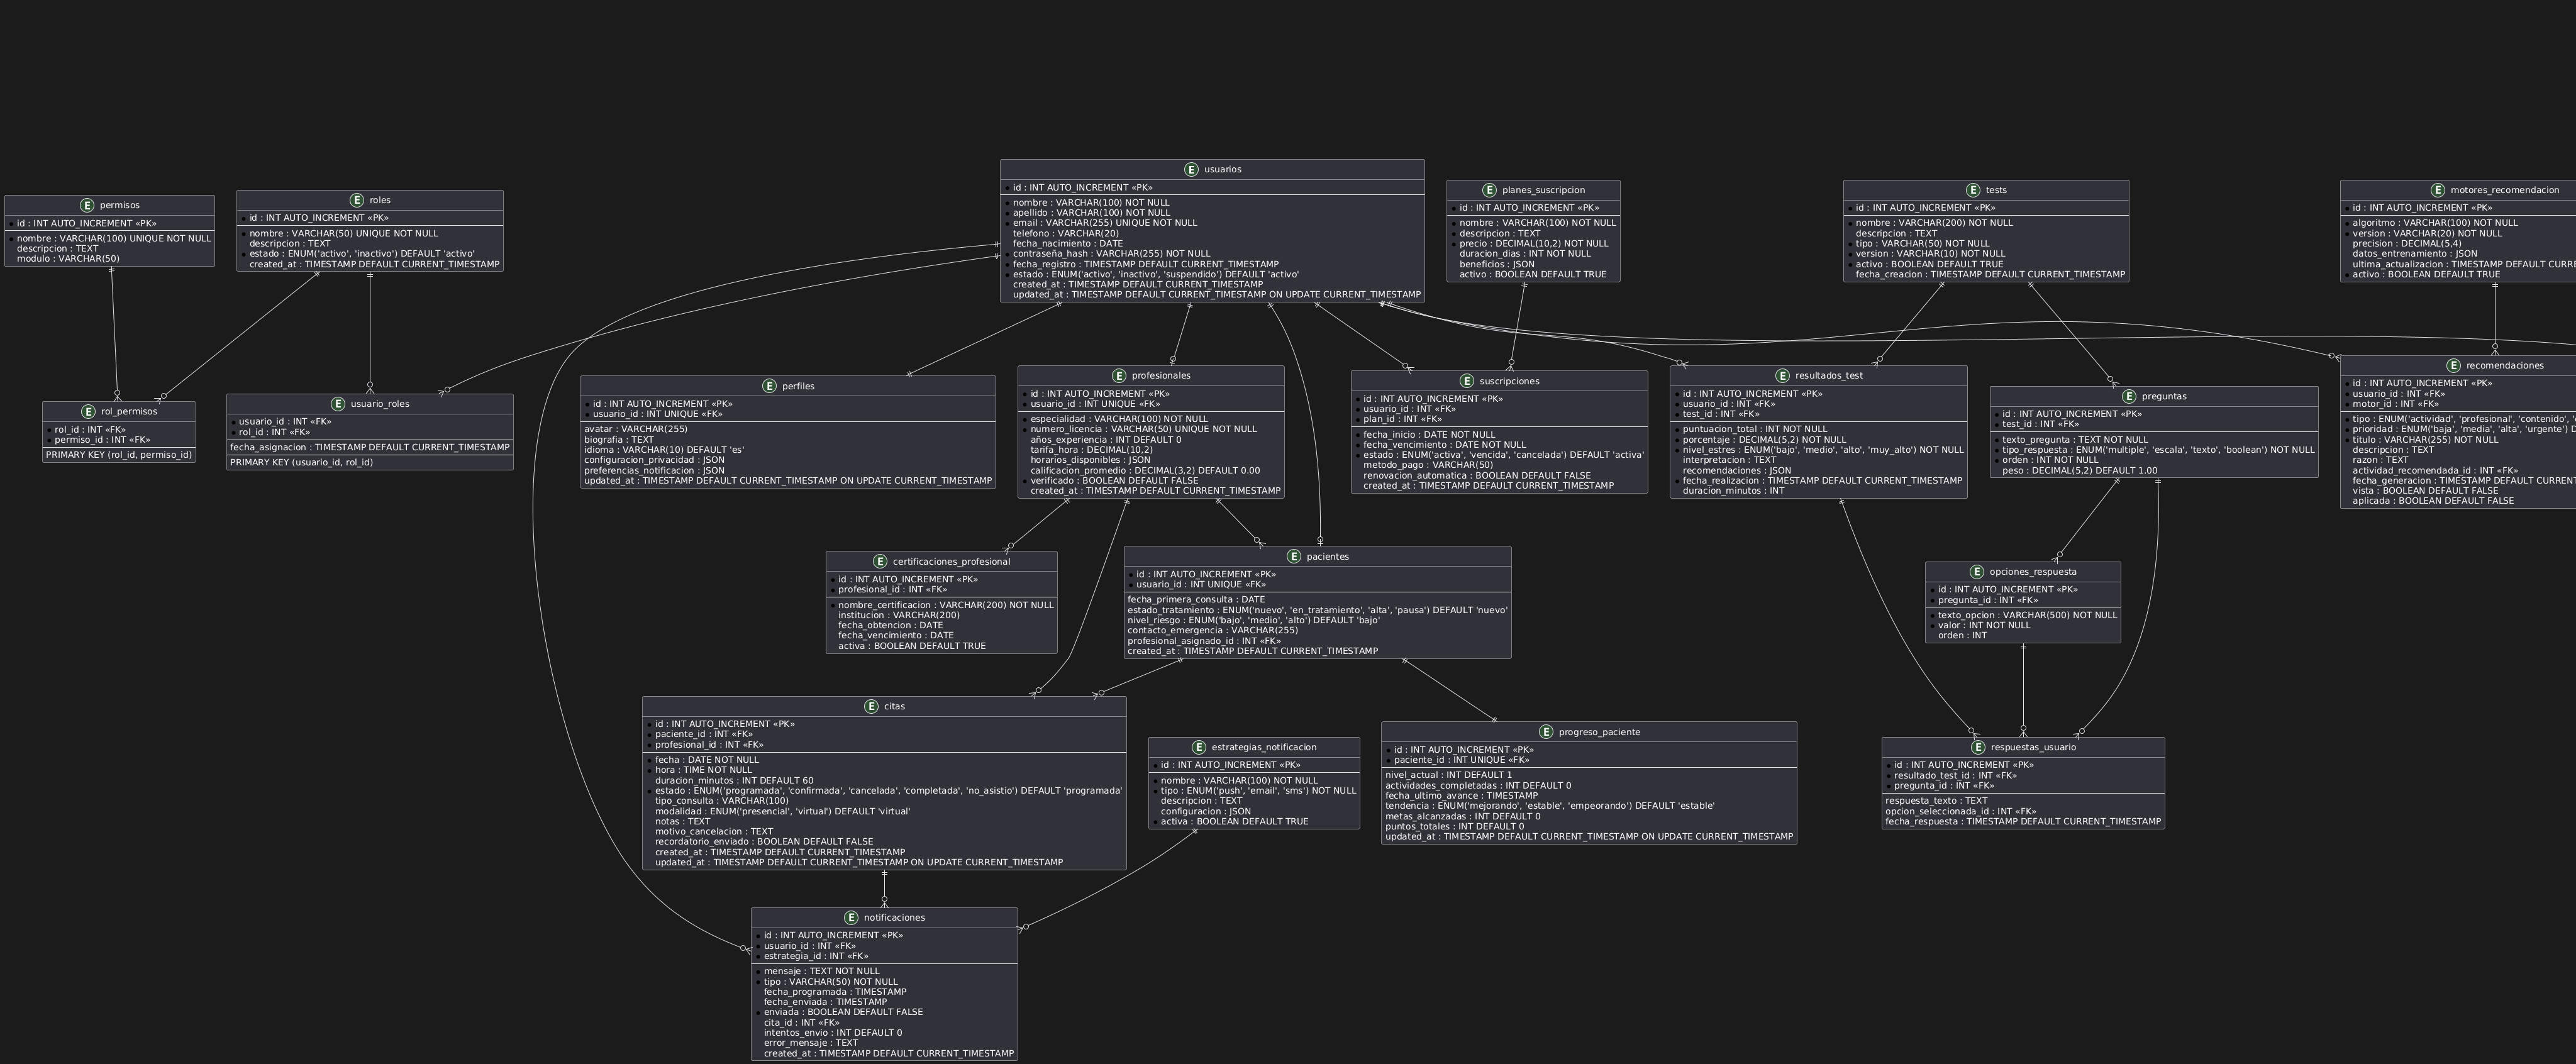 usuarios
id : INT AUTO_INCREMENT «PK»
nombre : VARCHAR(100) NOT NULL
apellido : VARCHAR(100) NOT NULL
email : VARCHAR(255) UNIQUE NOT NULL
telefono : VARCHAR(20)
fecha_nacimiento : DATE
contraseña_hash : VARCHAR(255) NOT NULL
fecha_registro : TIMESTAMP DEFAULT CURRENT_TIMESTAMP
estado : ENUM('activo', 'inactivo', 'suspendido') DEFAULT 'activo'
created_at : TIMESTAMP DEFAULT CURRENT_TIMESTAMP
updated_at : TIMESTAMP DEFAULT CURRENT_TIMESTAMP ON UPDATE CURRENT_TIMESTAMP
permisos
id : INT AUTO_INCREMENT «PK»
nombre : VARCHAR(100) UNIQUE NOT NULL
descripcion : TEXT
modulo : VARCHAR(50)
roles
id : INT AUTO_INCREMENT «PK»
nombre : VARCHAR(50) UNIQUE NOT NULL
descripcion : TEXT
estado : ENUM('activo', 'inactivo') DEFAULT 'activo'
created_at : TIMESTAMP DEFAULT CURRENT_TIMESTAMP
planes_suscripcion
id : INT AUTO_INCREMENT «PK»
nombre : VARCHAR(100) NOT NULL
descripcion : TEXT
precio : DECIMAL(10,2) NOT NULL
duracion_dias : INT NOT NULL
beneficios : JSON
activo : BOOLEAN DEFAULT TRUE
tests
id : INT AUTO_INCREMENT «PK»
nombre : VARCHAR(200) NOT NULL
descripcion : TEXT
tipo : VARCHAR(50) NOT NULL
version : VARCHAR(10) NOT NULL
activo : BOOLEAN DEFAULT TRUE
fecha_creacion : TIMESTAMP DEFAULT CURRENT_TIMESTAMP
motores_recomendacion
id : INT AUTO_INCREMENT «PK»
algoritmo : VARCHAR(100) NOT NULL
version : VARCHAR(20) NOT NULL
precision : DECIMAL(5,4)
datos_entrenamiento : JSON
ultima_actualizacion : TIMESTAMP DEFAULT
activo : BOOLEAN DEFAULT TRUE
rol_permisos
rol_id : INT «FK»
permiso_id : INT «FK»
PRIMARY KEY (rol_id, permiso_id)
usuario_roles
usuario_id : INT «FK»
rol_id : INT «FK»
fecha_asignacion : TIMESTAMP DEFAULT CURRENT_TIMESTAMP
PRIMARY KEY (usuario_id, rol_id)
perfiles
id : INT AUTO_INCREMENT «PK»
usuario_id : INT UNIQUE «FK»
avatar : VARCHAR(255)
biografia : TEXT
idioma : VARCHAR(10) DEFAULT 'es'
configuracion_privacidad : JSON
preferencias_notificacion : JSON
updated_at : TIMESTAMP DEFAULT CURRENT_TIMESTAMP ON UPDATE CURRENT_TIMESTAMP
profesionales
id : INT AUTO_INCREMENT «PK»
usuario_id : INT UNIQUE «FK»
especialidad : VARCHAR(100) NOT NULL
numero_licencia : VARCHAR(50) UNIQUE NOT NULL
años_experiencia : INT DEFAULT 0
tarifa_hora : DECIMAL(10,2)
horarios_disponibles : JSON
calificacion_promedio : DECIMAL(3,2) DEFAULT 0.00
verificado : BOOLEAN DEFAULT FALSE
created_at : TIMESTAMP DEFAULT CURRENT_TIMESTAMP
suscripciones
id : INT AUTO_INCREMENT «PK»
usuario_id : INT «FK»
plan_id : INT «FK»
fecha_inicio : DATE NOT NULL
fecha_vencimiento : DATE NOT NULL
estado : ENUM('activa', 'vencida', 'cancelada') DEFAULT 'activa'
metodo_pago : VARCHAR(50)
renovacion_automatica : BOOLEAN DEFAULT FALSE
created_at : TIMESTAMP DEFAULT CURRENT_TIMESTAMP
resultados_test
id : INT AUTO_INCREMENT «PK»
usuario_id : INT «FK»
test_id : INT «FK»
puntuacion_total : INT NOT NULL
porcentaje : DECIMAL(5,2) NOT NULL
nivel_estres : ENUM('bajo', 'medio', 'alto', 'muy_alto') NOT NULL
interpretacion : TEXT
recomendaciones : JSON
fecha_realizacion : TIMESTAMP DEFAULT CURRENT_TIMESTAMP
duracion_minutos : INT
preguntas
id : INT AUTO_INCREMENT «PK»
test_id : INT «FK»
texto_pregunta : TEXT NOT NULL
tipo_respuesta : ENUM('multiple', 'escala', 'texto', 'boolean') NOT NULL
orden : INT NOT NULL
peso : DECIMAL(5,2) DEFAULT 1.00
recomendaciones
id : INT AUTO_INCREMENT «PK»
usuario_id : INT «FK»
motor_id : INT «FK»
tipo : ENUM('actividad', 'profesional', 'contenido',
prioridad : ENUM('baja', 'media', 'alta', 'urgente')
titulo : VARCHAR(255) NOT NULL
descripcion : TEXT
razon : TEXT
actividad_recomendada_id : INT «FK»
fecha_generacion : TIMESTAMP DEFAULT
vista : BOOLEAN DEFAULT FALSE
aplicada : BOOLEAN DEFAULT FALSE
certificaciones_profesional
id : INT AUTO_INCREMENT «PK»
profesional_id : INT «FK»
nombre_certificacion : VARCHAR(200) NOT NULL
institucion : VARCHAR(200)
fecha_obtencion : DATE
fecha_vencimiento : DATE
activa : BOOLEAN DEFAULT TRUE
pacientes
id : INT AUTO_INCREMENT «PK»
usuario_id : INT UNIQUE «FK»
fecha_primera_consulta : DATE
estado_tratamiento : ENUM('nuevo', 'en_tratamiento', 'alta', 'pausa') DEFAULT 'nuevo'
nivel_riesgo : ENUM('bajo', 'medio', 'alto') DEFAULT 'bajo'
contacto_emergencia : VARCHAR(255)
profesional_asignado_id : INT «FK»
created_at : TIMESTAMP DEFAULT CURRENT_TIMESTAMP
opciones_respuesta
id : INT AUTO_INCREMENT «PK»
pregunta_id : INT «FK»
texto_opcion : VARCHAR(500) NOT NULL
valor : INT NOT NULL
orden : INT
citas
id : INT AUTO_INCREMENT «PK»
paciente_id : INT «FK»
profesional_id : INT «FK»
fecha : DATE NOT NULL
hora : TIME NOT NULL
duracion_minutos : INT DEFAULT 60
estado : ENUM('programada', 'confirmada', 'cancelada', 'completada', 'no_asistio') DEFAULT 'programada'
tipo_consulta : VARCHAR(100)
modalidad : ENUM('presencial', 'virtual') DEFAULT 'virtual'
notas : TEXT
motivo_cancelacion : TEXT
recordatorio_enviado : BOOLEAN DEFAULT FALSE
created_at : TIMESTAMP DEFAULT CURRENT_TIMESTAMP
updated_at : TIMESTAMP DEFAULT CURRENT_TIMESTAMP ON UPDATE CURRENT_TIMESTAMP
estrategias_notificacion
id : INT AUTO_INCREMENT «PK»
nombre : VARCHAR(100) NOT NULL
tipo : ENUM('push', 'email', 'sms') NOT NULL
descripcion : TEXT
configuracion : JSON
activa : BOOLEAN DEFAULT TRUE
progreso_paciente
id : INT AUTO_INCREMENT «PK»
paciente_id : INT UNIQUE «FK»
nivel_actual : INT DEFAULT 1
actividades_completadas : INT DEFAULT 0
fecha_ultimo_avance : TIMESTAMP
tendencia : ENUM('mejorando', 'estable', 'empeorando') DEFAULT 'estable'
metas_alcanzadas : INT DEFAULT 0
puntos_totales : INT DEFAULT 0
updated_at : TIMESTAMP DEFAULT CURRENT_TIMESTAMP ON UPDATE CURRENT_TIMESTAMP
respuestas_usuario
id : INT AUTO_INCREMENT «PK»
resultado_test_id : INT «FK»
pregunta_id : INT «FK»
respuesta_texto : TEXT
opcion_seleccionada_id : INT «FK»
fecha_respuesta : TIMESTAMP DEFAULT CURRENT_TIMESTAMP
notificaciones
id : INT AUTO_INCREMENT «PK»
usuario_id : INT «FK»
estrategia_id : INT «FK»
mensaje : TEXT NOT NULL
tipo : VARCHAR(50) NOT NULL
fecha_programada : TIMESTAMP
fecha_enviada : TIMESTAMP
enviada : BOOLEAN DEFAULT FALSE
cita_id : INT «FK»
intentos_envio : INT DEFAULT 0
error_mensaje : TEXT
created_at : TIMESTAMP DEFAULT CURRENT_TIMESTAMP